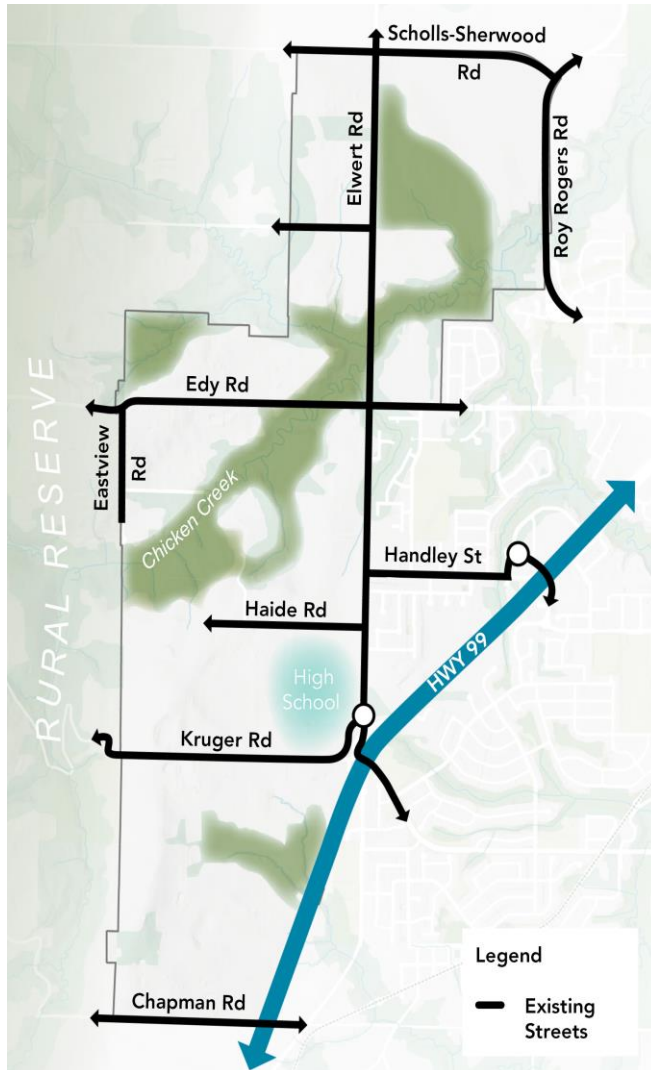 Scholls-Sherwood
Rd
Elwert Rd
Roy Rogers Rd
Edy Rd
RURAL RESERVE
Eastview
Rd
Chicken Creek
Handley St
Haide Rd
HWY 99
High
School
Kruger Rd
Chapman Rd
Legend
Existing
Streets